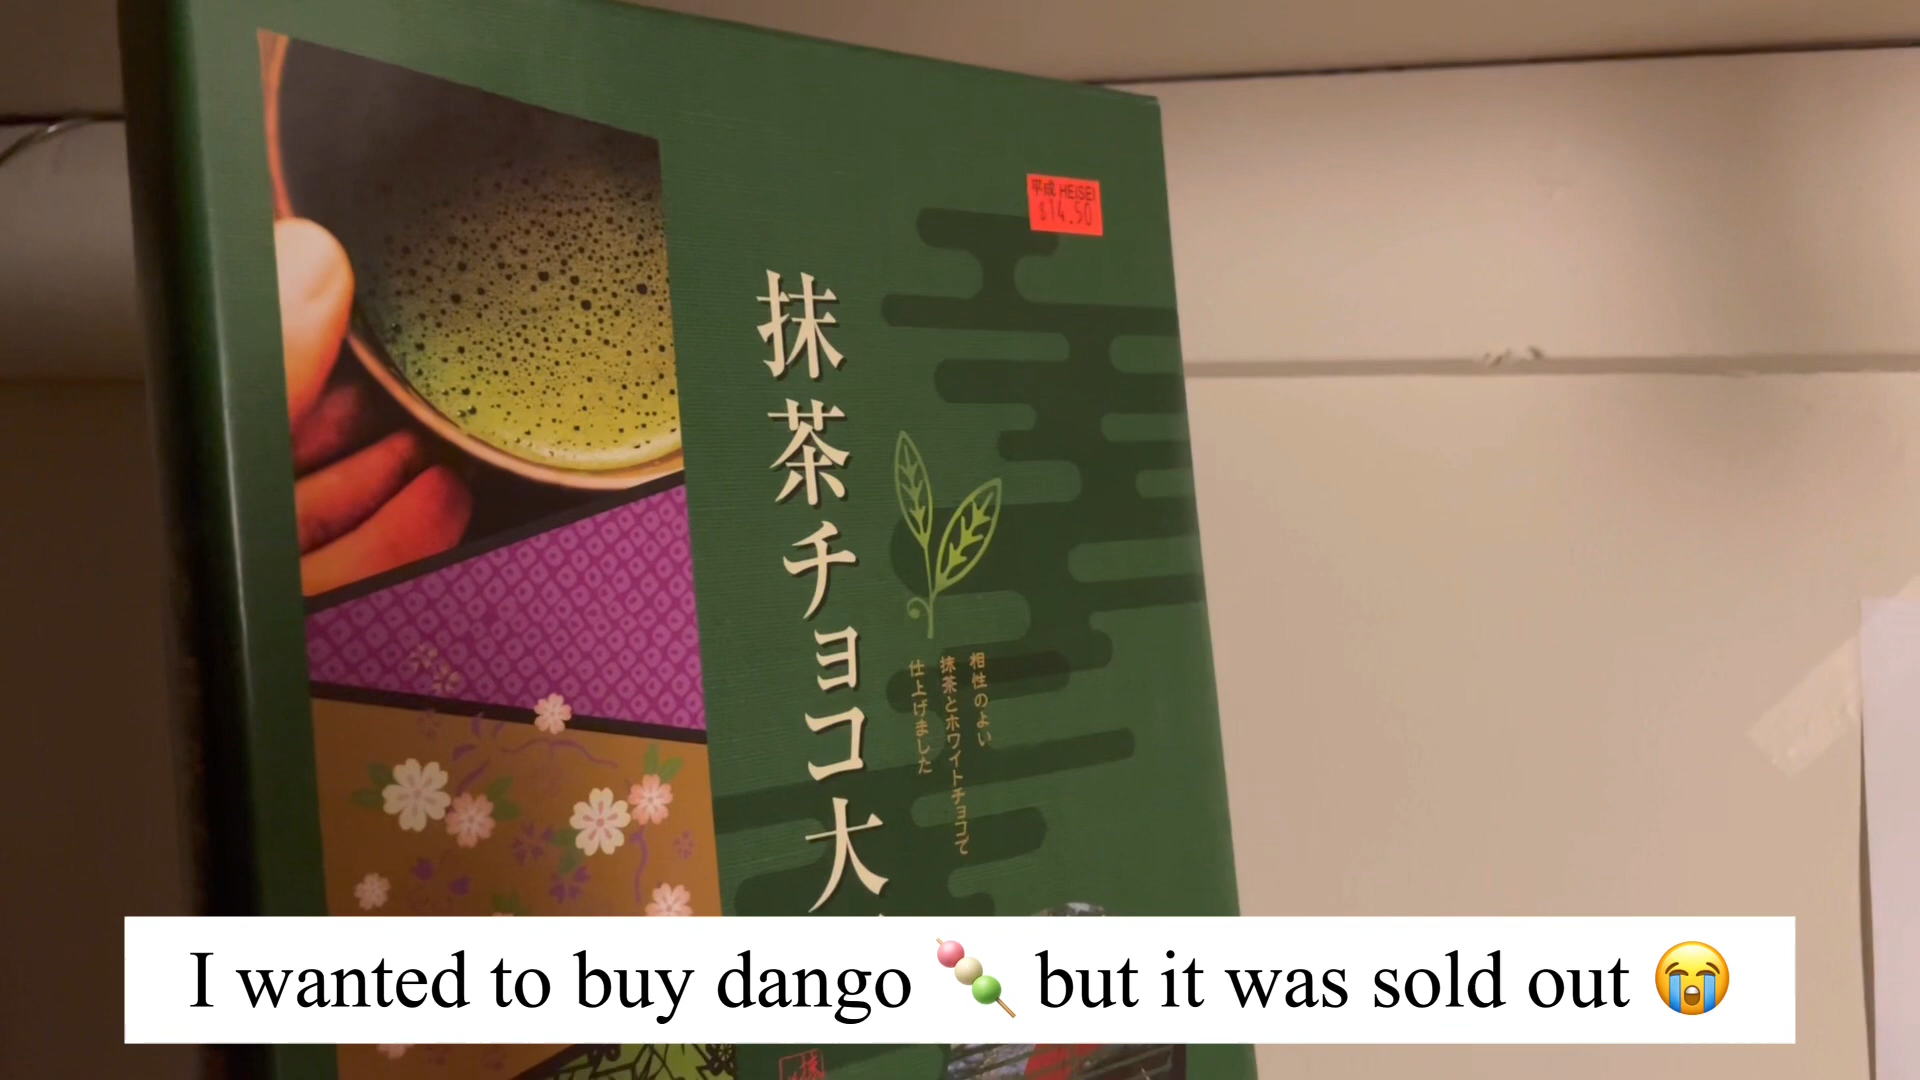 平成 HEISEI
$14.50
抹茶チョコ大
相性のよい
抹茶とホワイトチョコで
仕上げました
I wanted to buy dango 🍡 but it was sold out 😭